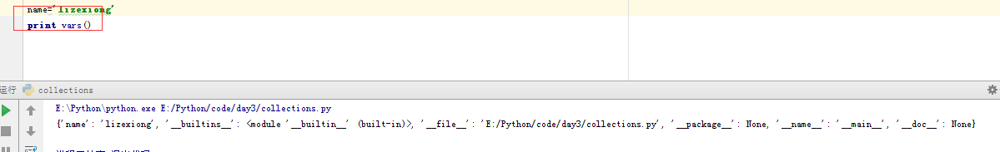 name='lizexiong'
print vars()
运行 collections
E:\Python\python.exe E:/Python/code/day3/collections.py
{'name': 'lizexiong', '__builtins__': <module '__builtin__' (built-in)>, '__file__': 'E:/Python/code/day3/collections.py', '__package__': None, '__name__': '__main__', '__doc__': None}